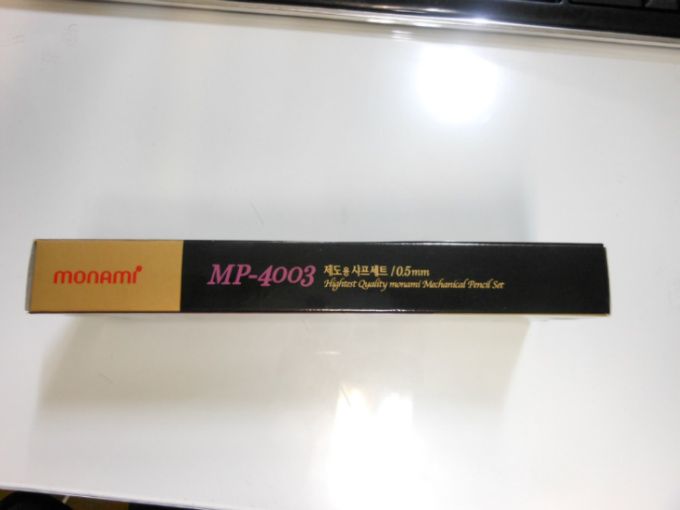 monami
MP-4003 제도용 샤프세트 / 0.5mm
Hightest Quality monami Mechanical Pencil Set